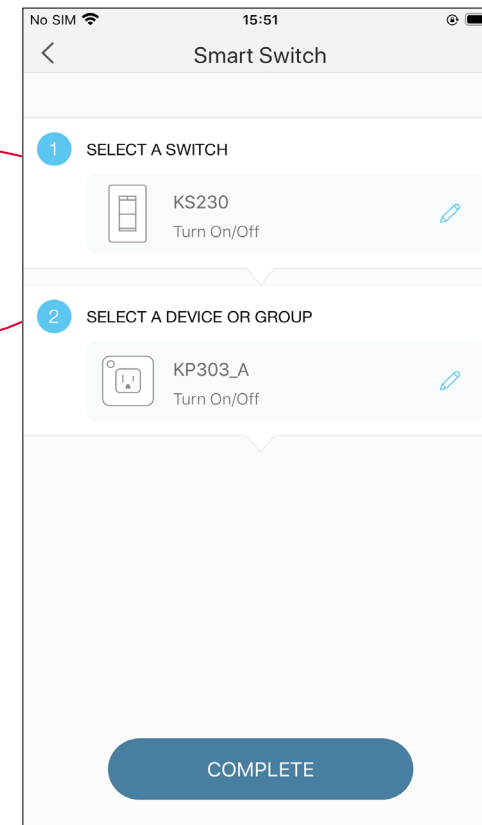 No SIM 15:51
Smart Switch
1 SELECT A SWITCH
KS230
Turn On/Off
2 SELECT A DEVICE OR GROUP
KP303_A
Turn On/Off
COMPLETE